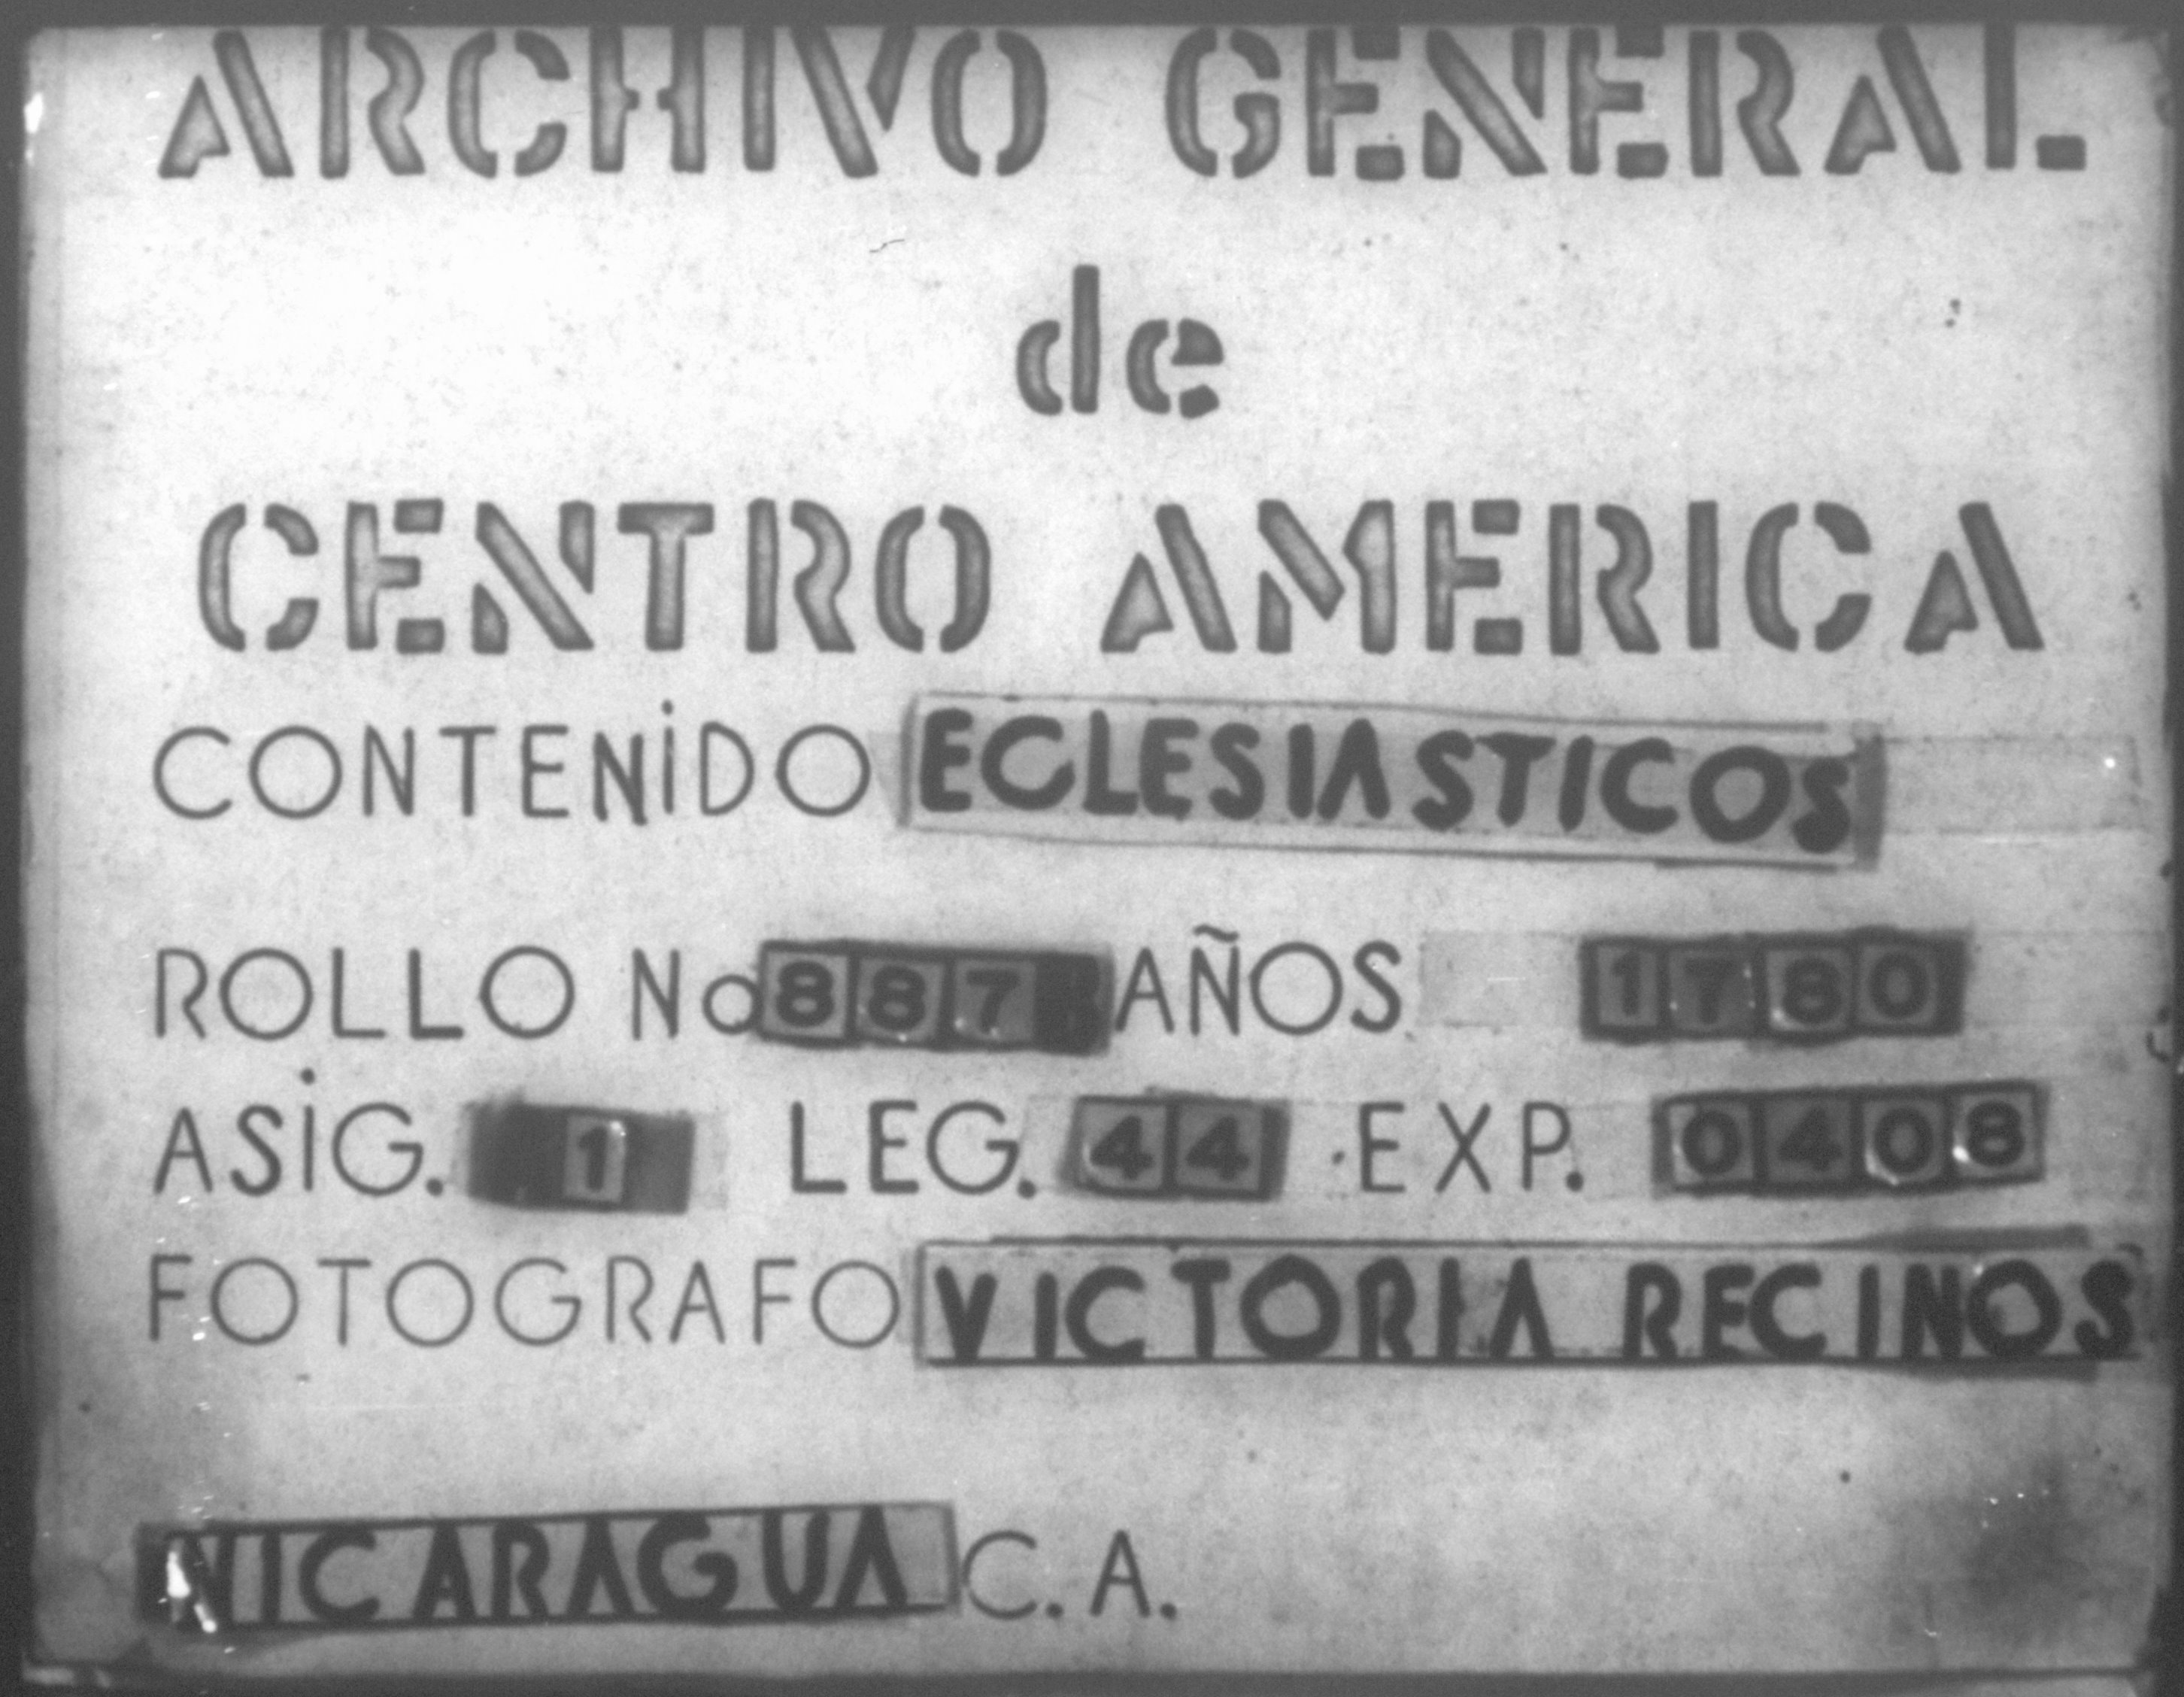 ARCHIVO GENERAL
de
CENTRO AMERICA
CONTENIDO ECLESIASTICOS
ROLLO No 887 AÑOS 1780
ASIG. 1 LEG. 44 EXP. 0408
FOTOGRAFO VICTORIA RECINOS
NICARAGUA C.A.